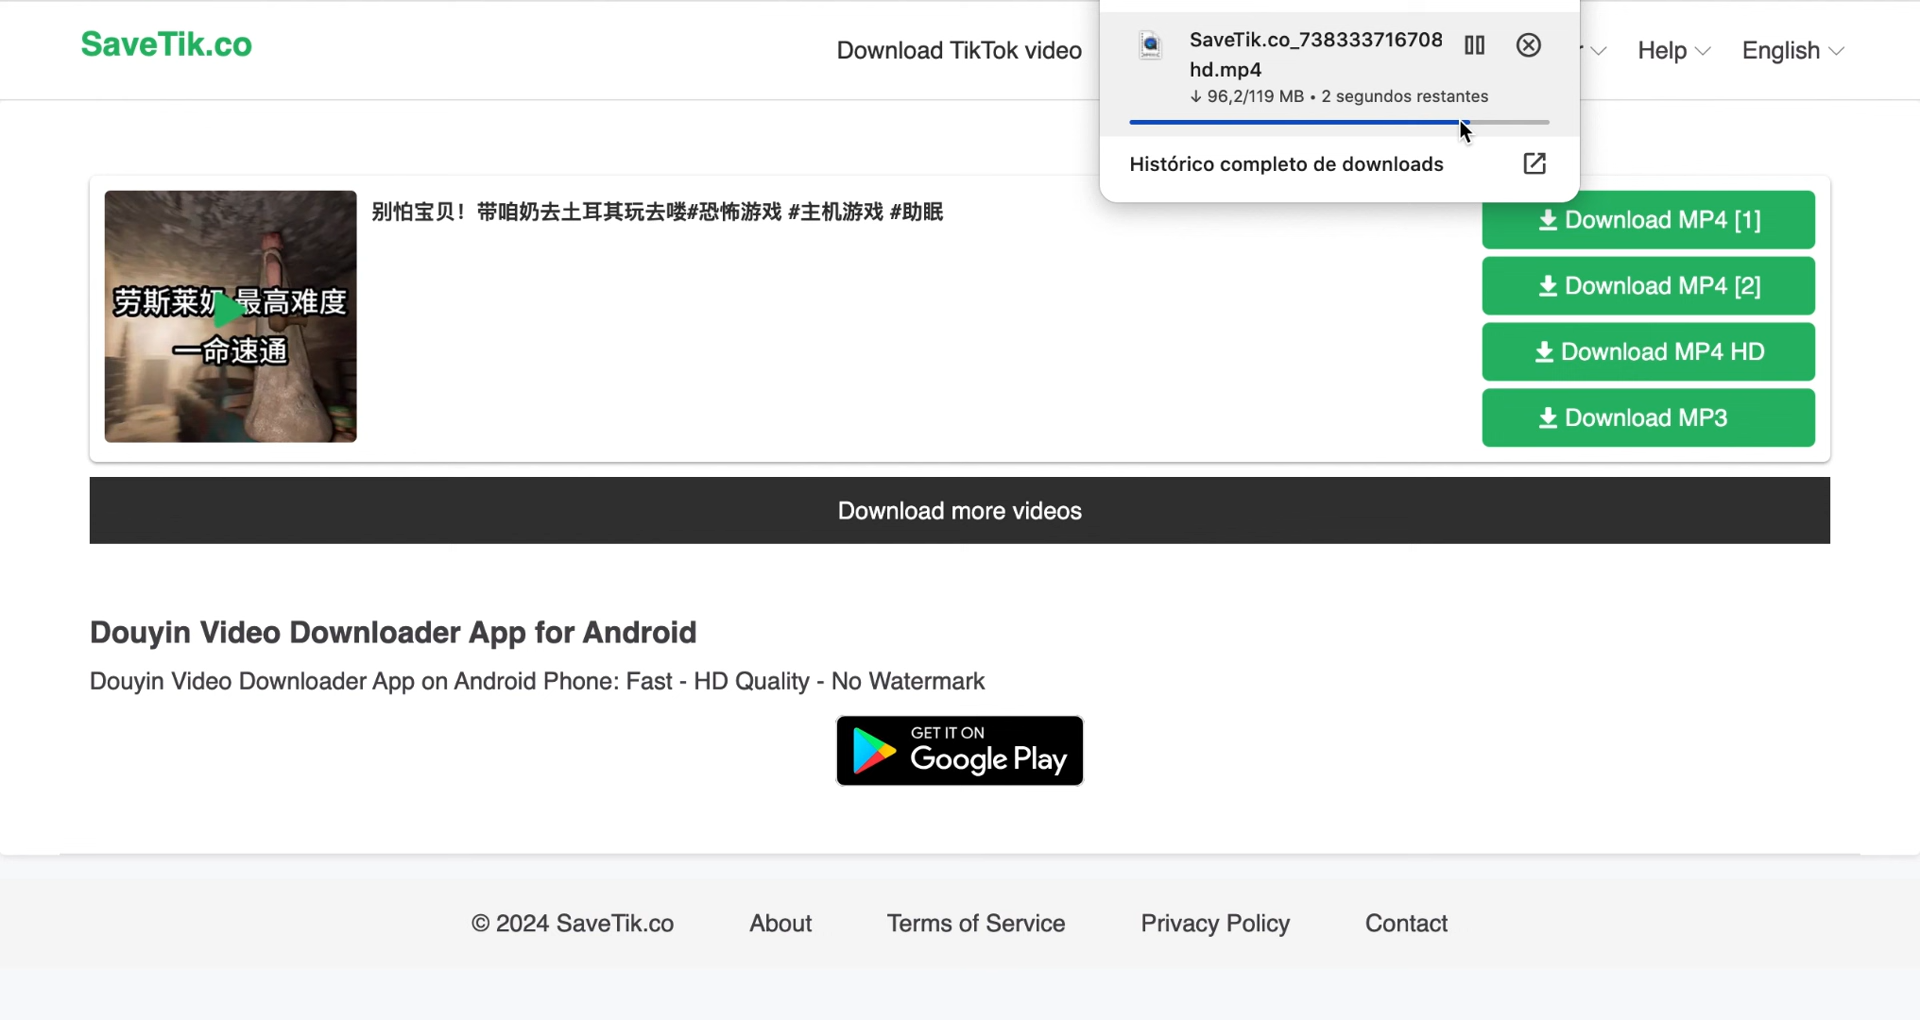 SaveTik.co
Download TikTok video
Help
English
SaveTik.co_738333716708
hd.mp4
↓ 96,2/119 MB • 2 segundos restantes
Histórico completo de downloads
别怕宝贝！带咱奶去土耳其玩去喽#恐怖游戏 #主机游戏 #助眠
劳斯莱奶 最高难度
一命速通
Download MP4 [1]
Download MP4 [2]
Download MP4 HD
Download MP3
Download more videos
Douyin Video Downloader App for Android
Douyin Video Downloader App on Android Phone: Fast - HD Quality - No Watermark
GET IT ON
Google Play
© 2024 SaveTik.co
About
Terms of Service
Privacy Policy
Contact